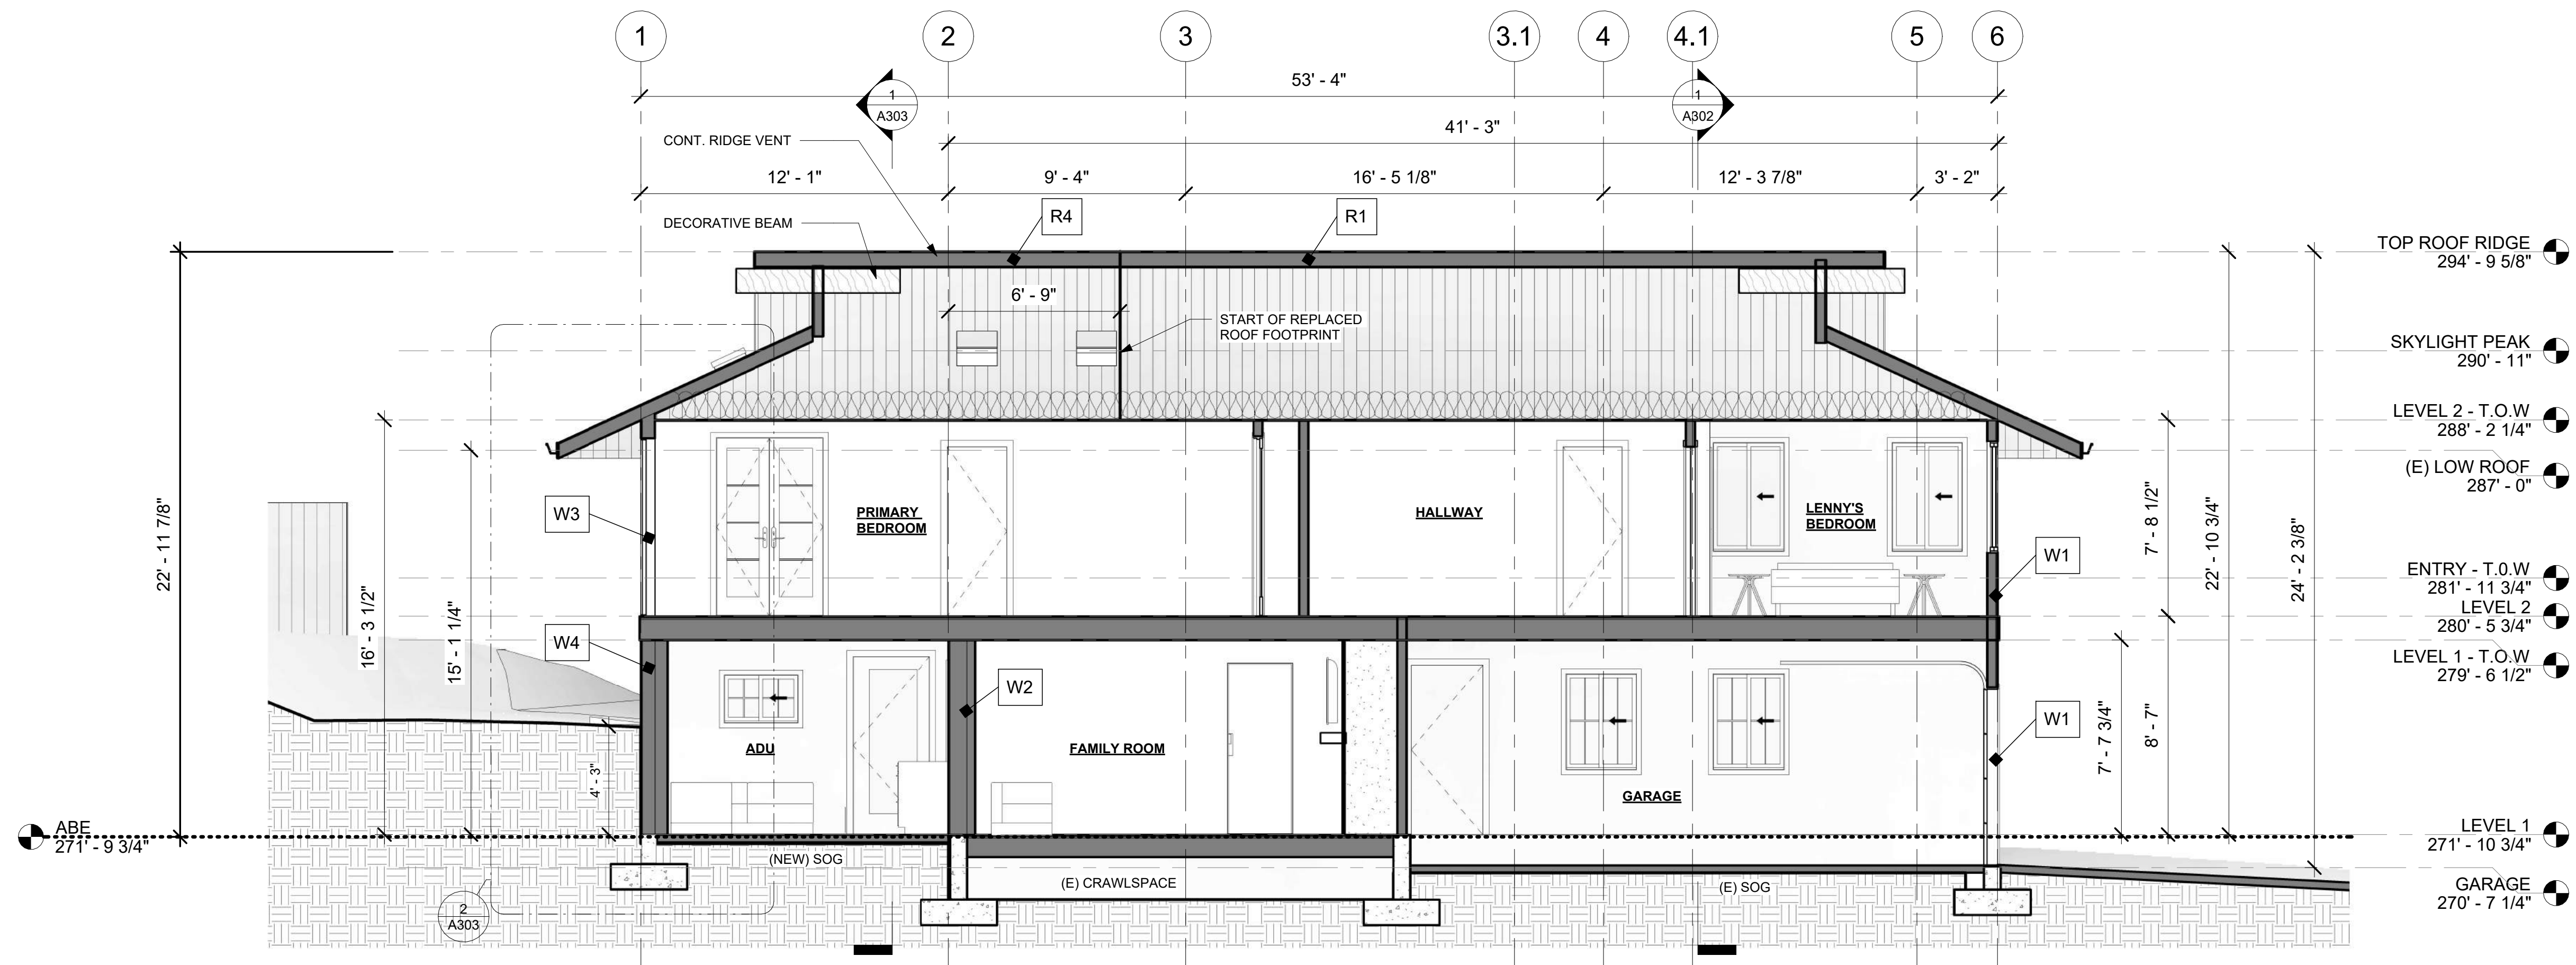 1
2
3
3.1
4
4.1
5
6
53' - 4"
1
A303
1
A302
41' - 3"
CONT. RIDGE VENT
12' - 1"
9' - 4"
16' - 5 1/8"
12' - 3 7/8"
3' - 2"
R4
R1
DECORATIVE BEAM
TOP ROOF RIDGE
294' - 9 5/8"
6' - 9"
START OF REPLACED
ROOF FOOTPRINT
SKYLIGHT PEAK
290' - 11"
LEVEL 2 - T.O.W
288' - 2 1/4"
(E) LOW ROOF
287' - 0"
W3
PRIMARY
BEDROOM
HALLWAY
LENNY'S
BEDROOM
22' - 11 7/8"
16' - 3 1/2"
15' - 1 1/4"
7' - 8 1/2"
22' - 10 3/4"
24' - 2 3/8"
W1
ENTRY - T.0.W
281' - 11 3/4"
LEVEL 2
280' - 5 3/4"
W4
LEVEL 1 - T.O.W
279' - 6 1/2"
W2
W1
ADU
FAMILY ROOM
GARAGE
4' - 3"
7' - 7 3/4"
8' - 7"
ABE
271' - 9 3/4"
LEVEL 1
271' - 10 3/4"
(NEW) SOG
(E) CRAWLSPACE
(E) SOG
GARAGE
270' - 7 1/4"
2
A303